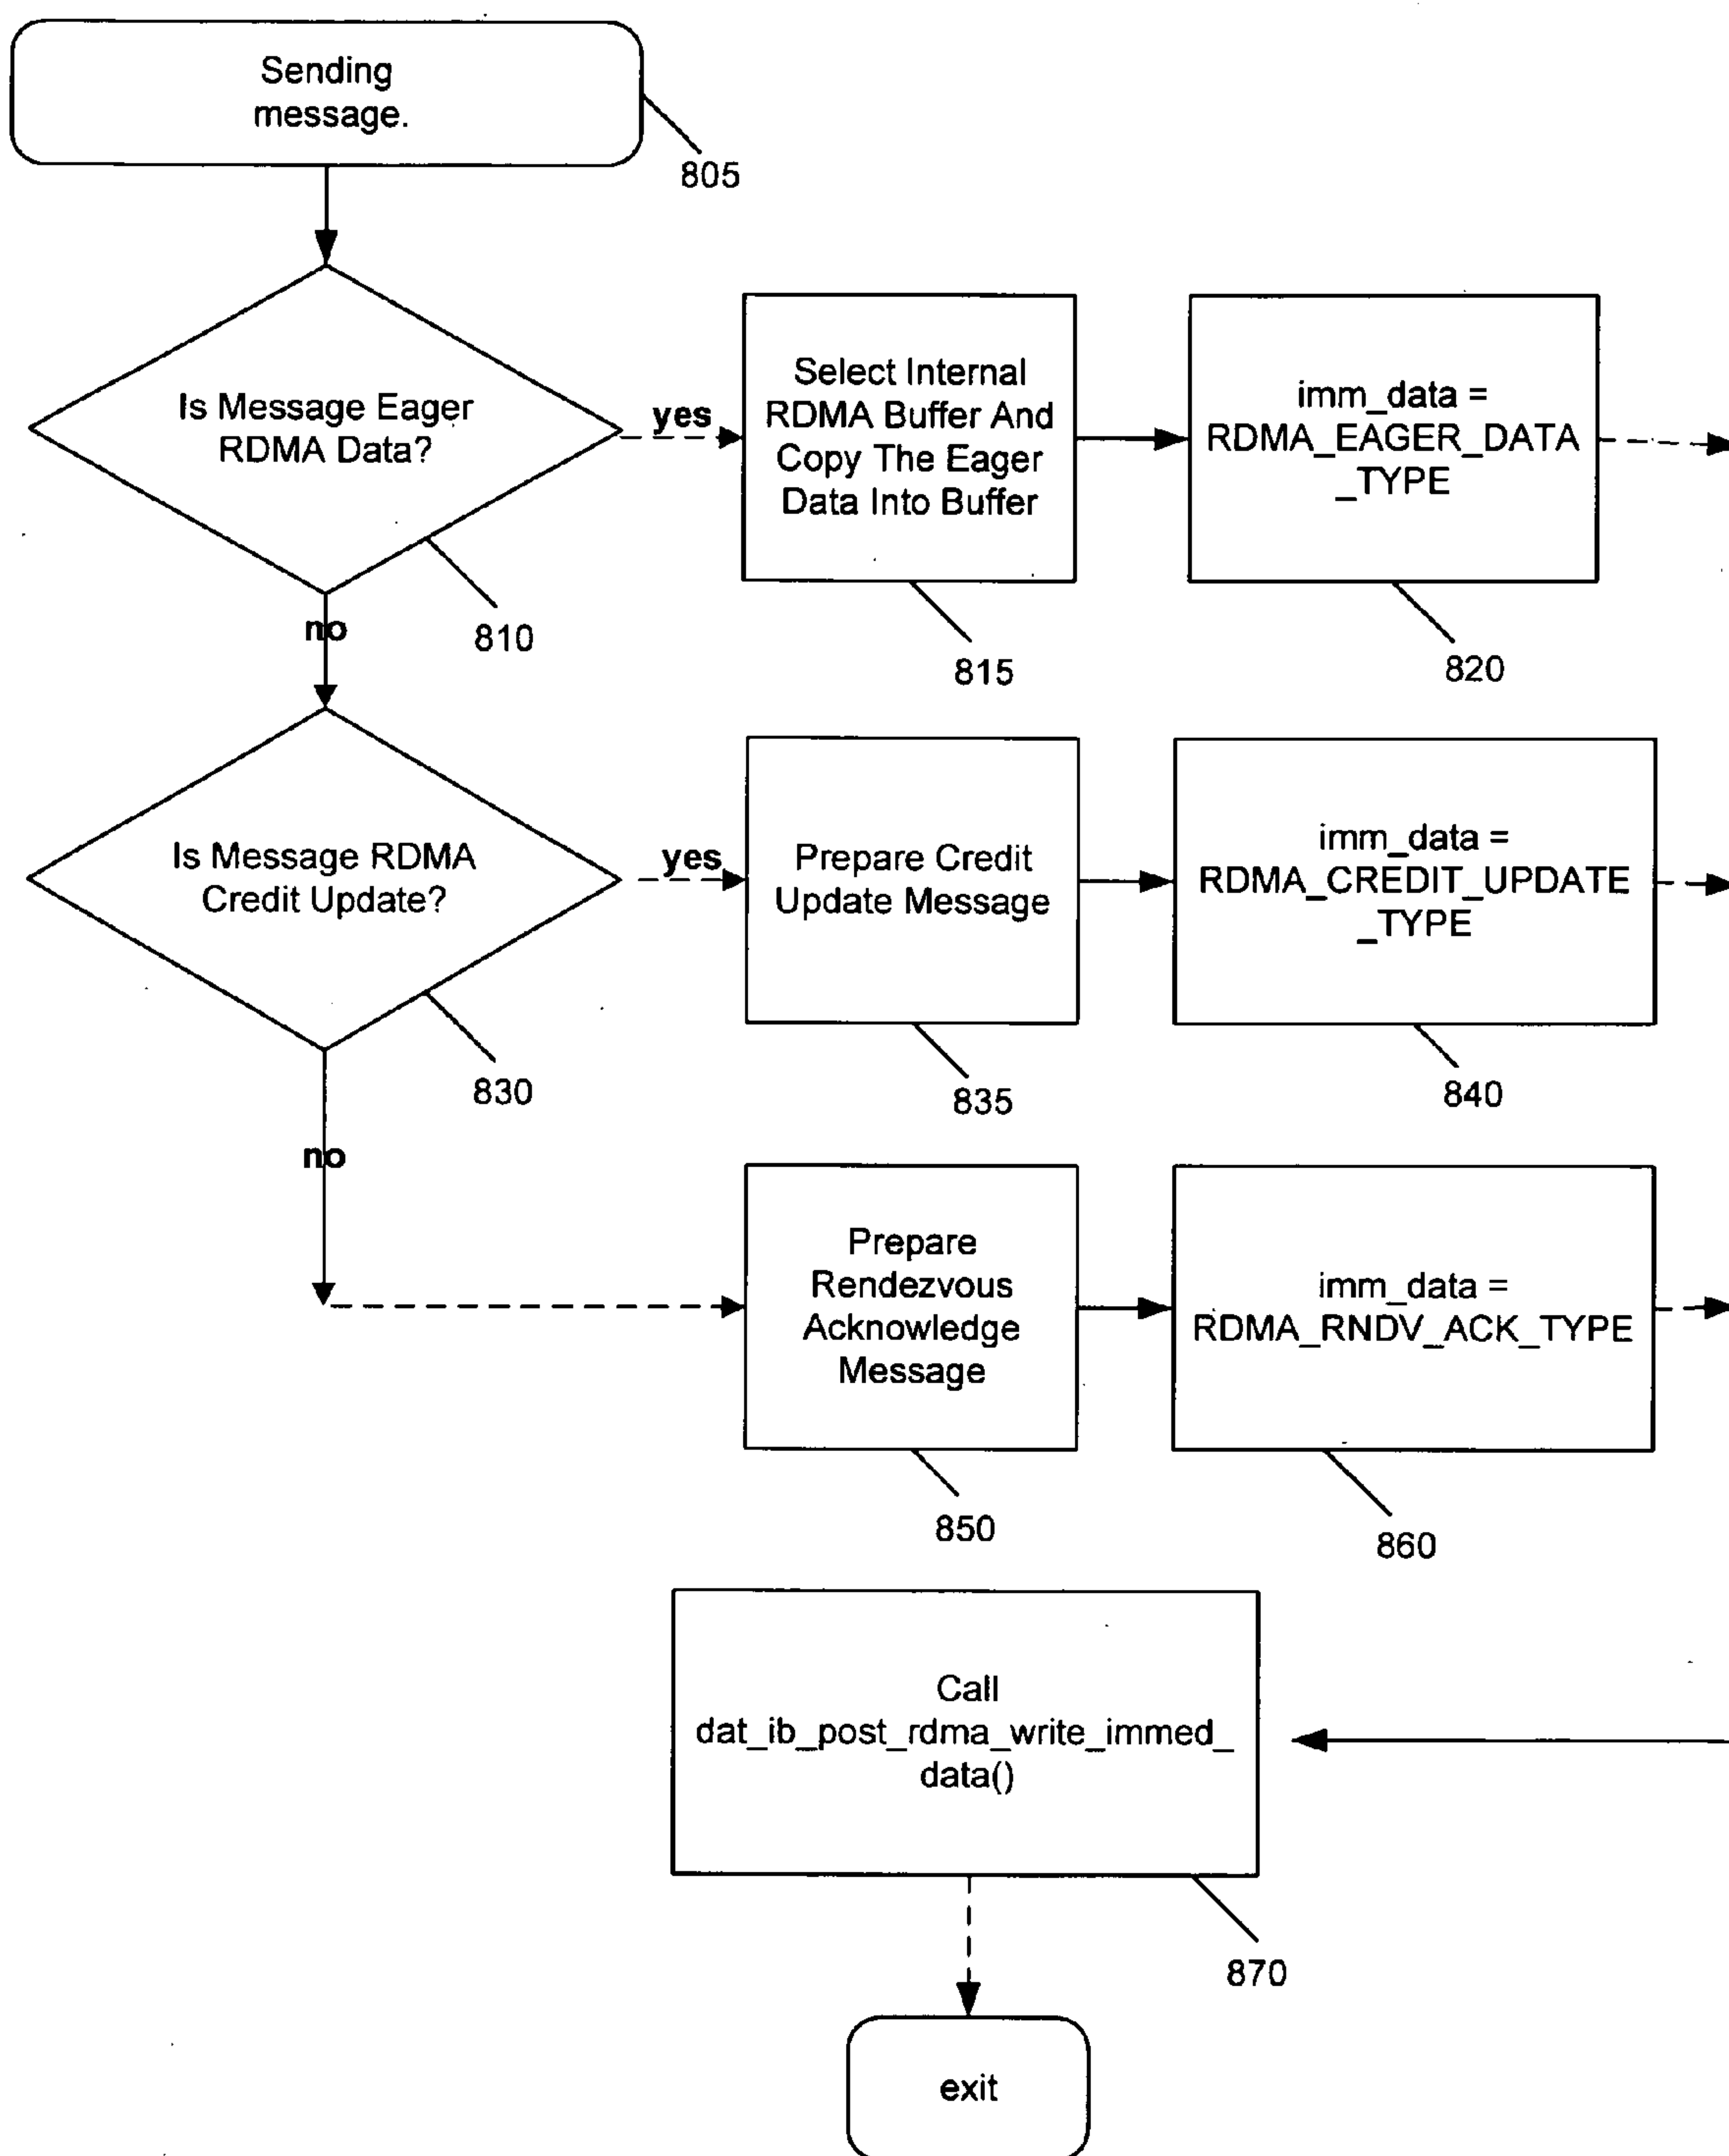 Sending
message.
805
Is Message Eager
RDMA Data?
yes
810
no
Select Internal
RDMA Buffer And
Copy The Eager
Data Into Buffer
815
imm_data =
RDMA_EAGER_DATA
_TYPE
820
Is Message RDMA
Credit Update?
yes
830
no
Prepare Credit
Update Message
835
imm_data =
RDMA_CREDIT_UPDATE
_TYPE
840
Prepare
Rendezvous
Acknowledge
Message
850
imm_data =
RDMA_RNDV_ACK_TYPE
860
Call
dat_ib_post_rdma_write_immed_
data()
870
exit